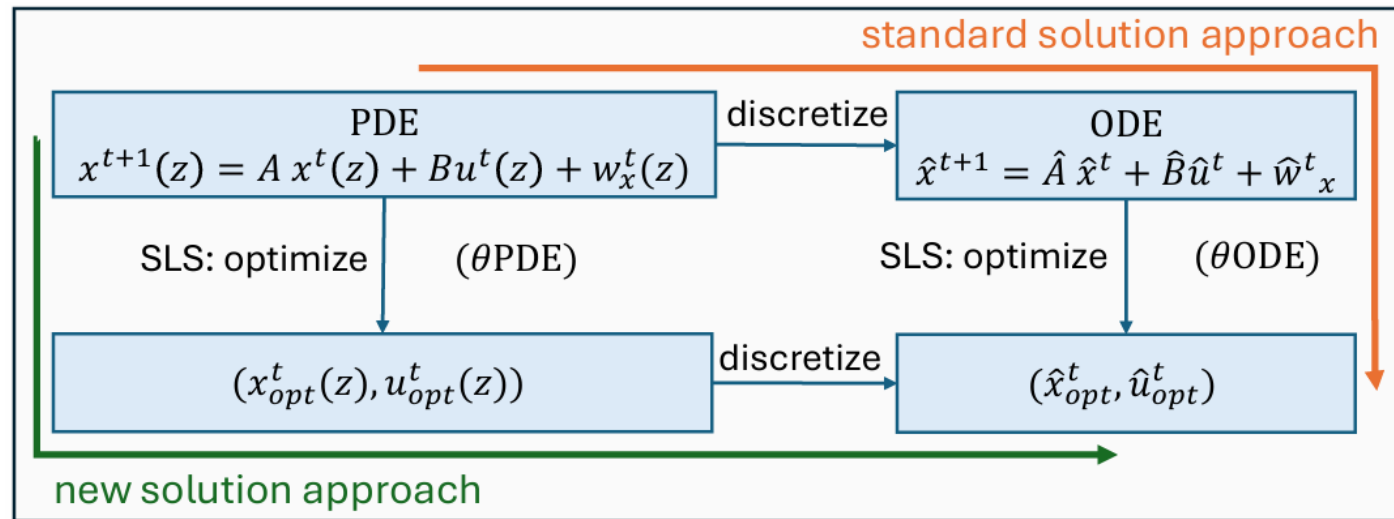 standard solution approach
PDE
x^{t+1}(z) = A x^t(z) + Bu^t(z) + w_x^t(z)
discretize
ODE
x̂^{t+1} = Â x̂^t + B̂û^t + ŵ^t_x
SLS: optimize (θPDE)
SLS: optimize (θODE)
(x_{opt}^t(z), u_{opt}^t(z))
discretize
(x̂_{opt}^t, û_{opt}^t)
new solution approach